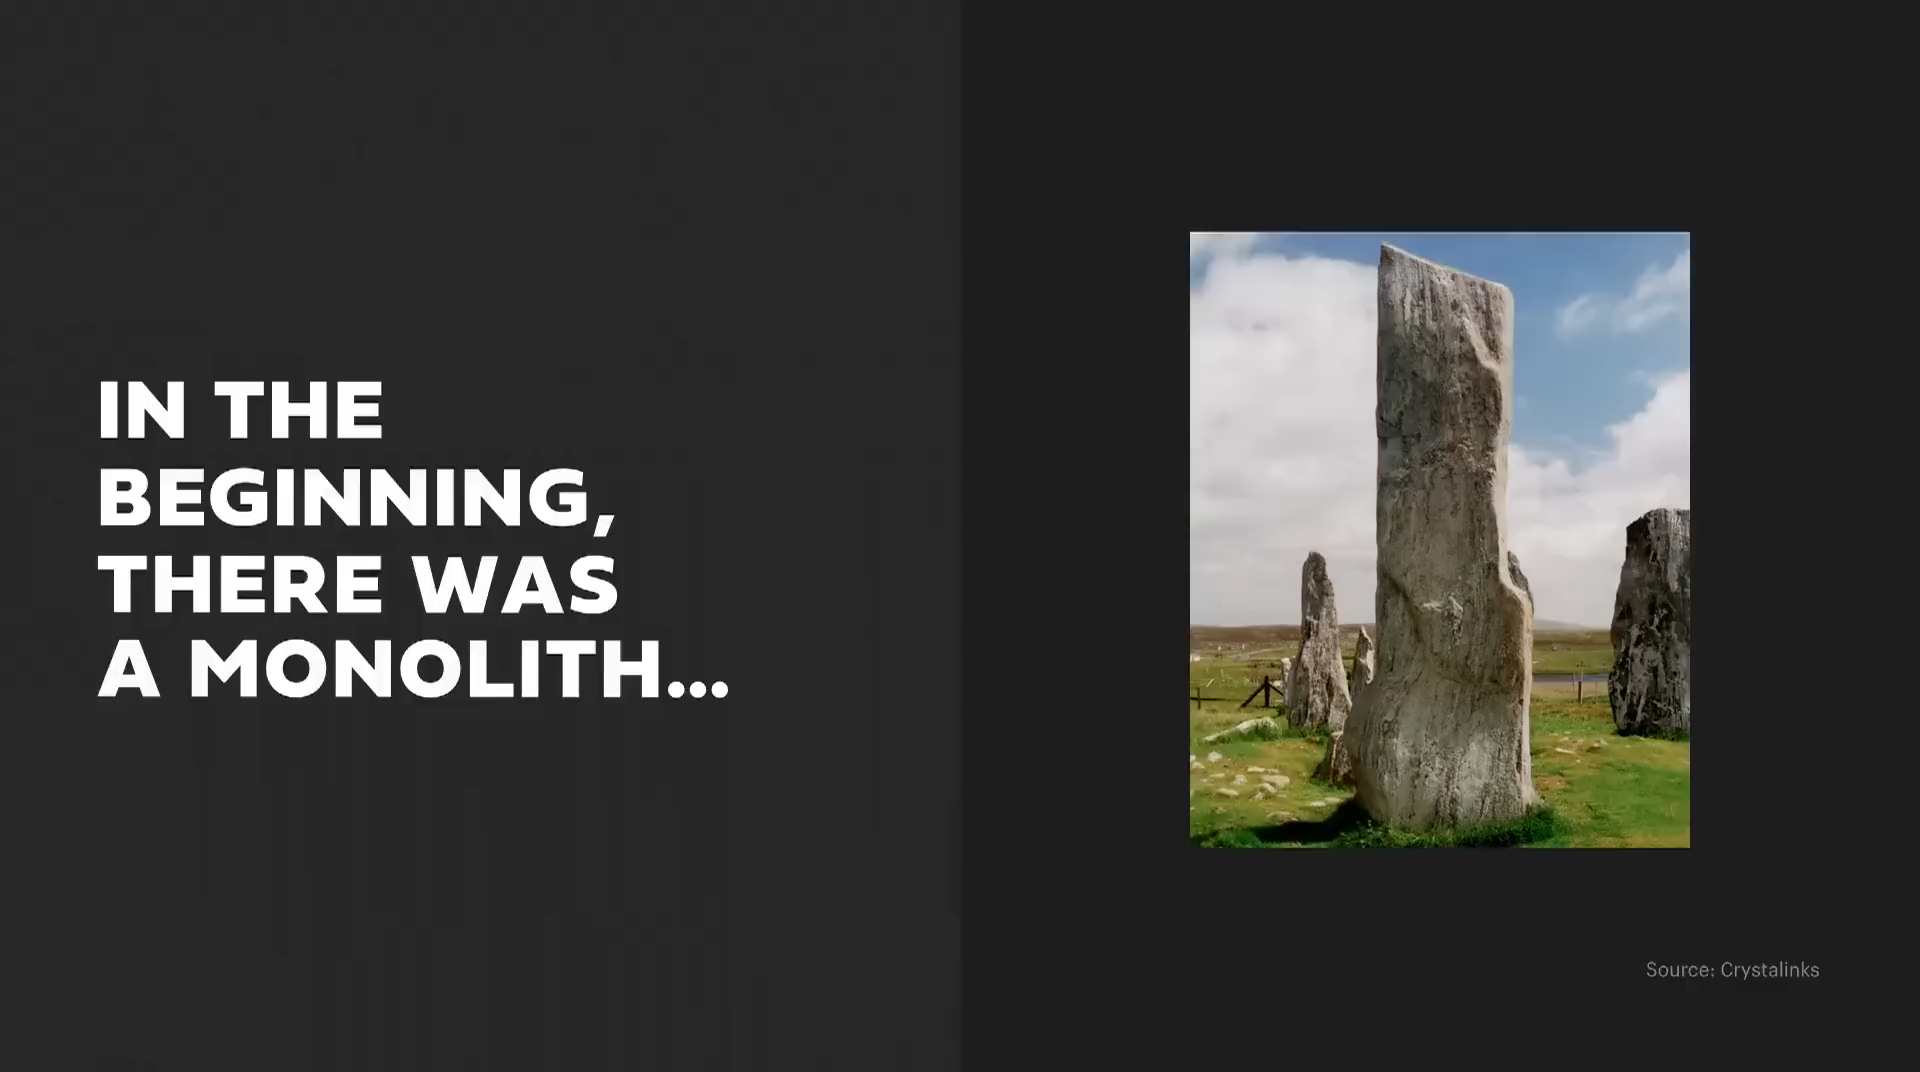 IN THE
BEGINNING,
THERE WAS
A MONOLITH...
Source: Crystalinks